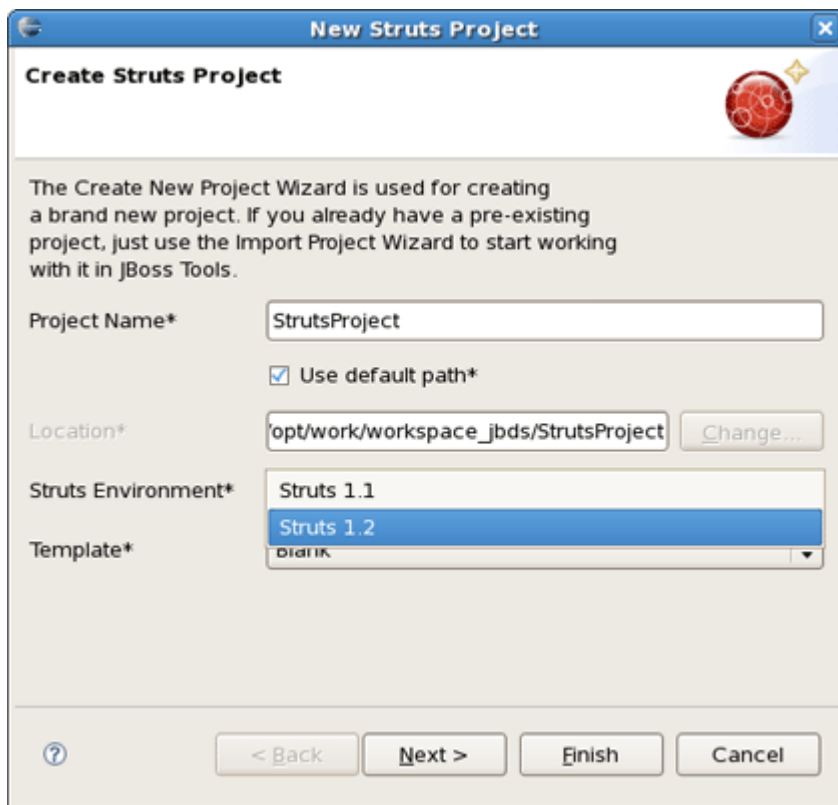 New Struts Project
Create Struts Project
The Create New Project Wizard is used for creating
a brand new project. If you already have a pre-existing
project, just use the Import Project Wizard to start working
with it in JBoss Tools.
Project Name* StrutsProject
Use default path*
Location* /opt/work/workspace_jbds/StrutsProject Change...
Struts Environment* Struts 1.1
Struts 1.2
Template* Blank
< Back Next > Finish Cancel